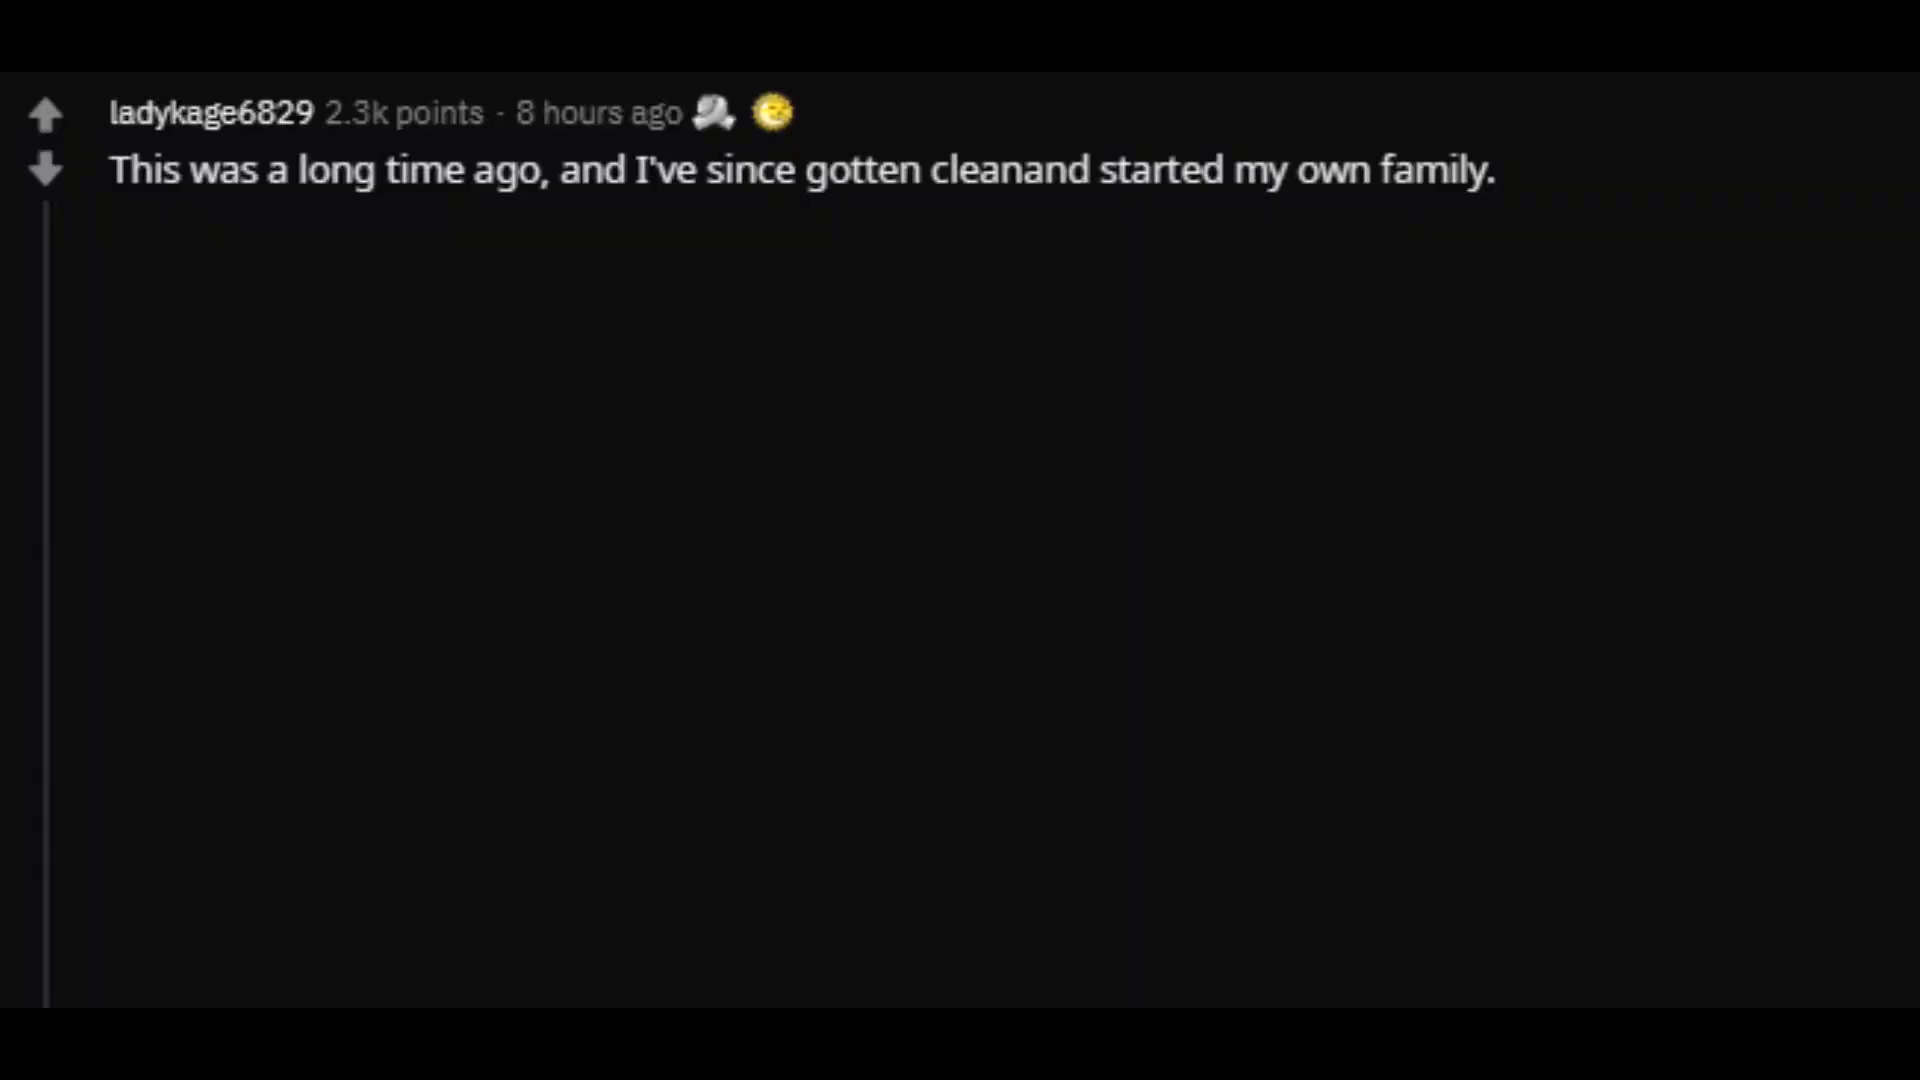 ladykage6829 2.3k points · 8 hours ago
This was a long time ago, and I've since gotten cleanand started my own family.